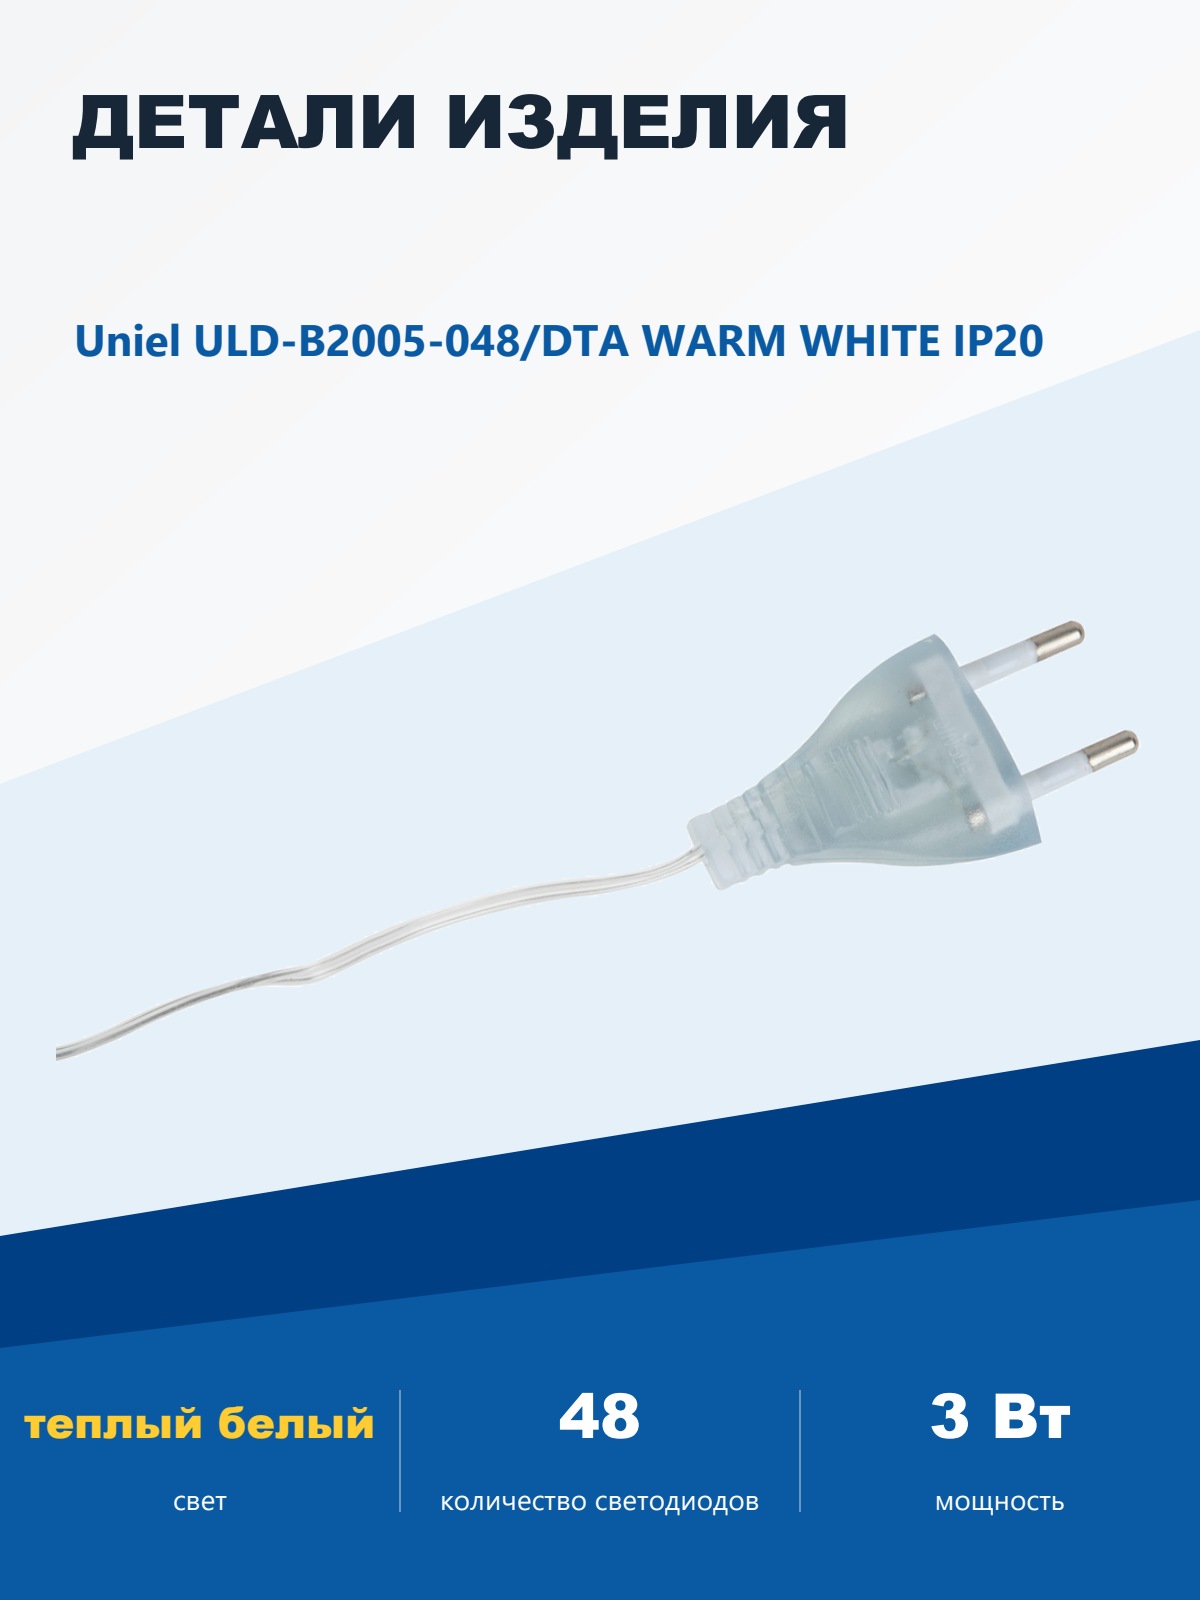 ДЕТАЛИ ИЗДЕЛИЯ
Uniel ULD-B2005-048/DTA WARM WHITE IP20
теплый белый
48
3 Вт
свет
количество светодиодов
мощность